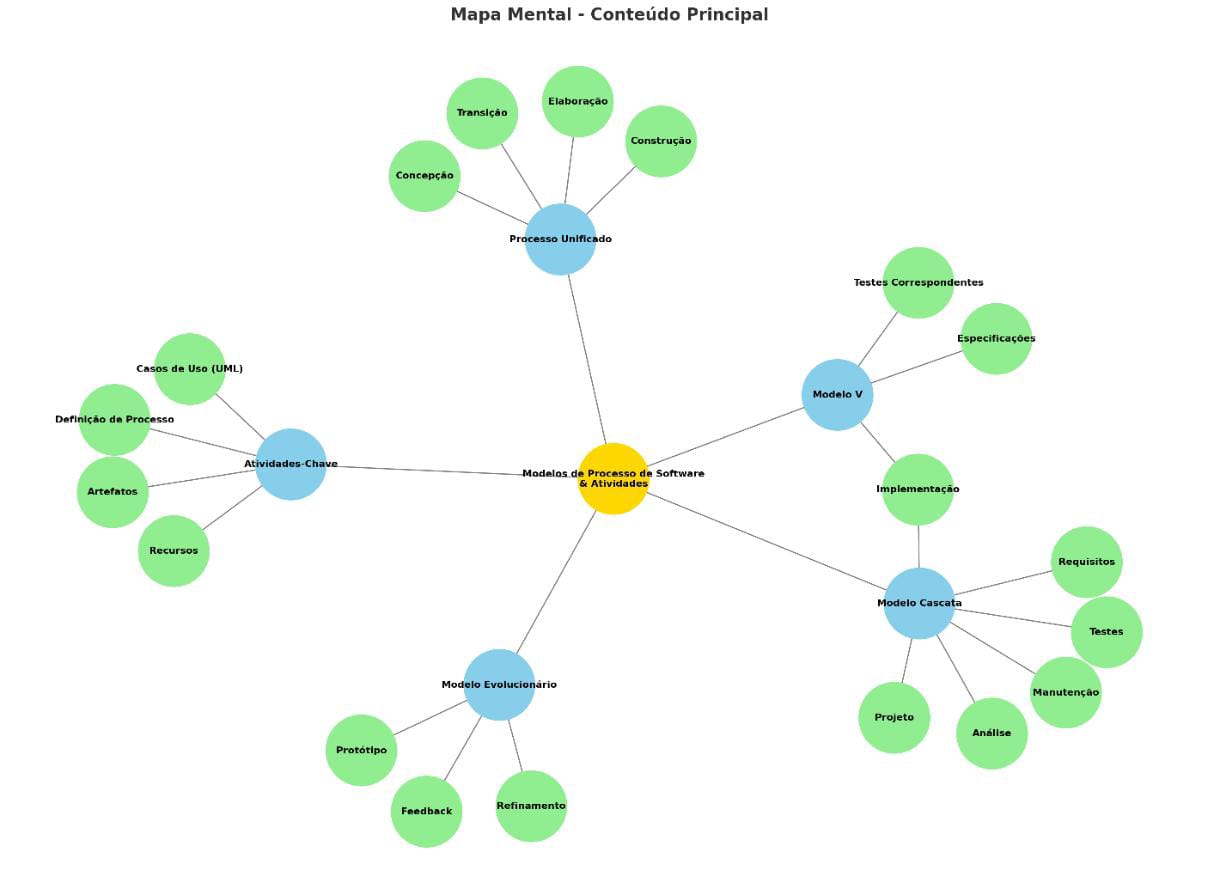 Mapa Mental - Conteúdo Principal
Elaboração
Transição
Construção
Concepção
Processo Unificado
Testes Correspondentes
Especificações
Casos de Uso (UML)
Modelo V
Definição de Processo
Atividades-Chave
Modelos de Processo de Software
& Atividades
Artefatos
Implementação
Recursos
Requisitos
Modelo Cascata
Testes
Modelo Evolucionário
Manutenção
Projeto
Análise
Protótipo
Refinamento
Feedback